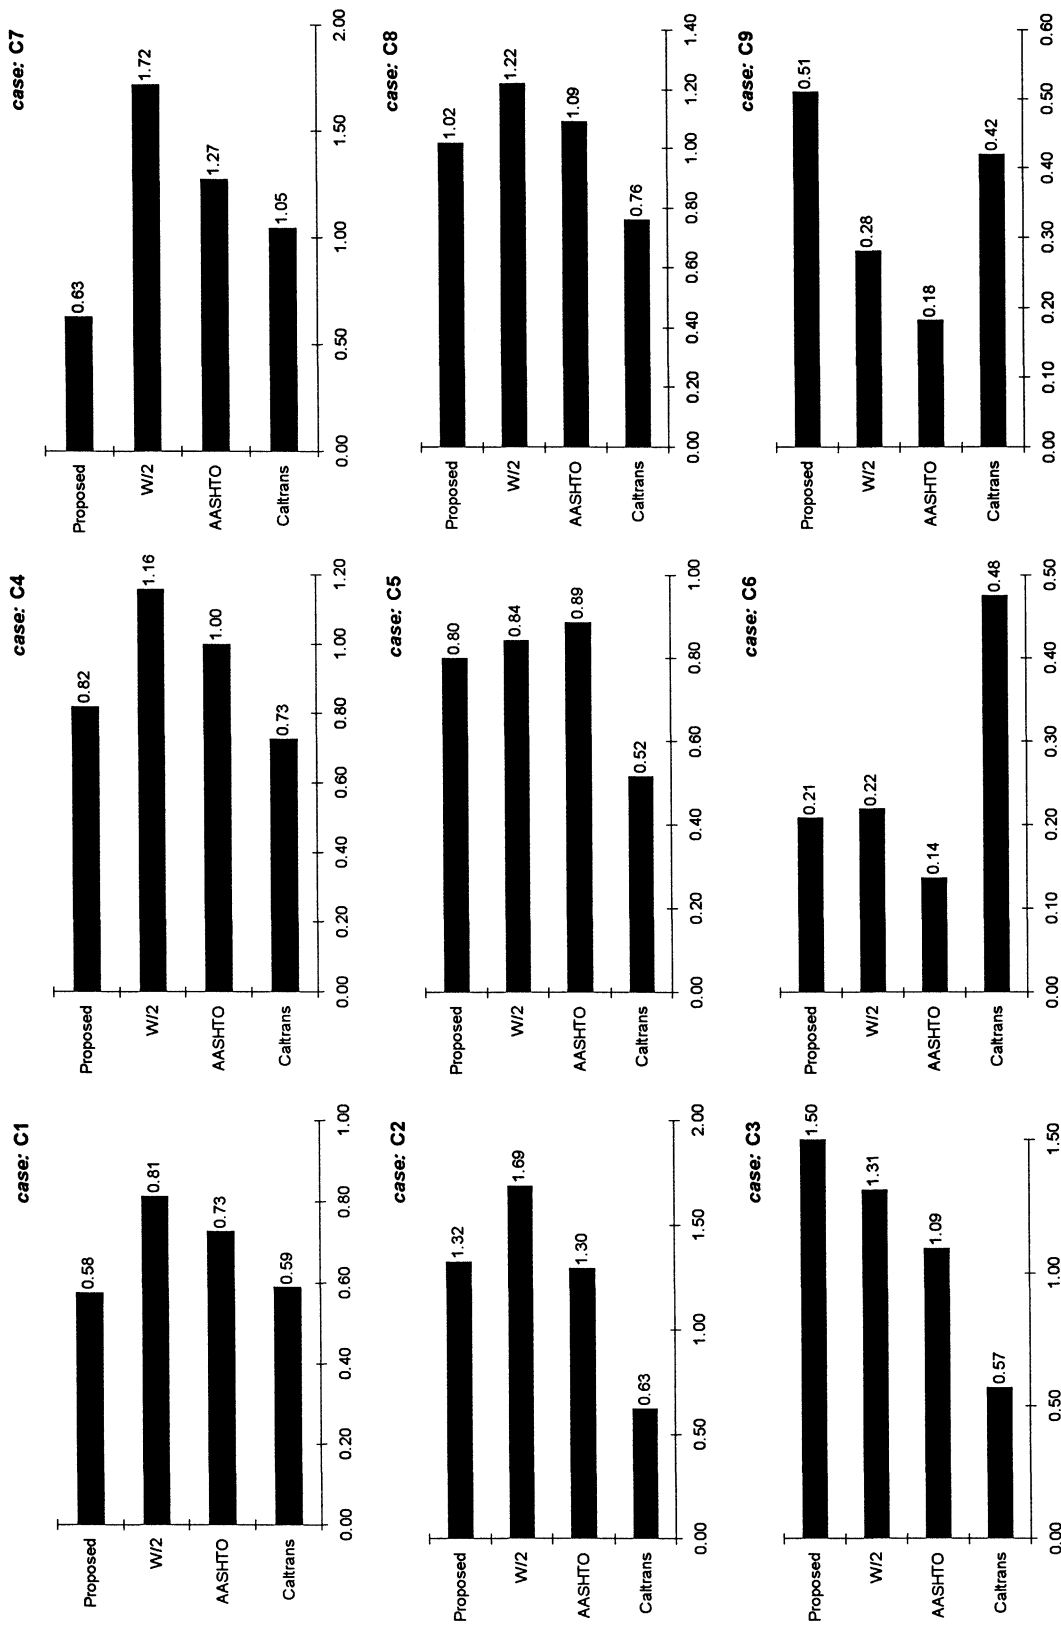 case: C1
Proposed 0.58
W/2 0.81
AASHTO 0.73
Caltrans 0.59
0.00 0.20 0.40 0.60 0.80 1.00
case: C4
Proposed 0.82
W/2 1.16
AASHTO 1.00
Caltrans 0.73
0.00 0.20 0.40 0.60 0.80 1.00 1.20
case: C7
Proposed 0.63
W/2 1.72
AASHTO 1.27
Caltrans 1.05
0.00 0.50 1.00 1.50 2.00
case: C2
Proposed 1.32
W/2 1.69
AASHTO 1.30
Caltrans 0.63
0.00 0.50 1.00 1.50 2.00
case: C5
Proposed 0.80
W/2 0.84
AASHTO 0.89
Caltrans 0.52
0.00 0.20 0.40 0.60 0.80 1.00
case: C8
Proposed 1.02
W/2 1.22
AASHTO 1.09
Caltrans 0.76
0.00 0.20 0.40 0.60 0.80 1.00 1.20 1.40
case: C3
Proposed 1.50
W/2 1.31
AASHTO 1.09
Caltrans 0.57
0.00 0.50 1.00 1.50
case: C6
Proposed 0.21
W/2 0.22
AASHTO 0.14
Caltrans 0.48
0.00 0.10 0.20 0.30 0.40 0.50
case: C9
Proposed 0.51
W/2 0.28
AASHTO 0.18
Caltrans 0.42
0.00 0.10 0.20 0.30 0.40 0.50 0.60